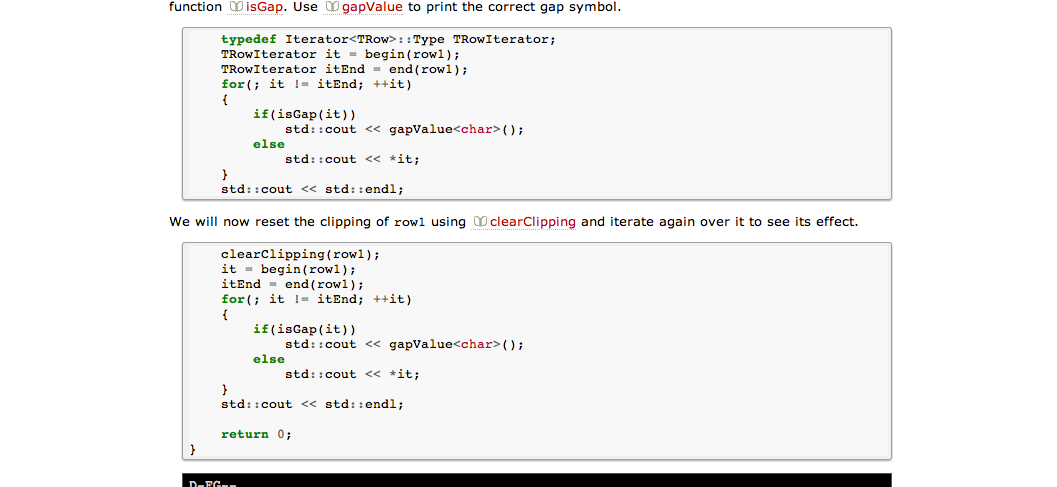 function isGap. Use gapValue to print the correct gap symbol.
typedef Iterator<TRow>::Type TRowIterator;
TRowIterator it = begin(row1);
TRowIterator itEnd = end(row1);
for(; it != itEnd; ++it)
{
    if(isGap(it))
        std::cout << gapValue<char>();
    else
        std::cout << *it;
}
std::cout << std::endl;
We will now reset the clipping of row1 using clearClipping and iterate again over it to see its effect.
clearClipping(row1);
it = begin(row1);
itEnd = end(row1);
for(; it != itEnd; ++it)
{
    if(isGap(it))
        std::cout << gapValue<char>();
    else
        std::cout << *it;
}
std::cout << std::endl;
return 0;
}
D-FG--